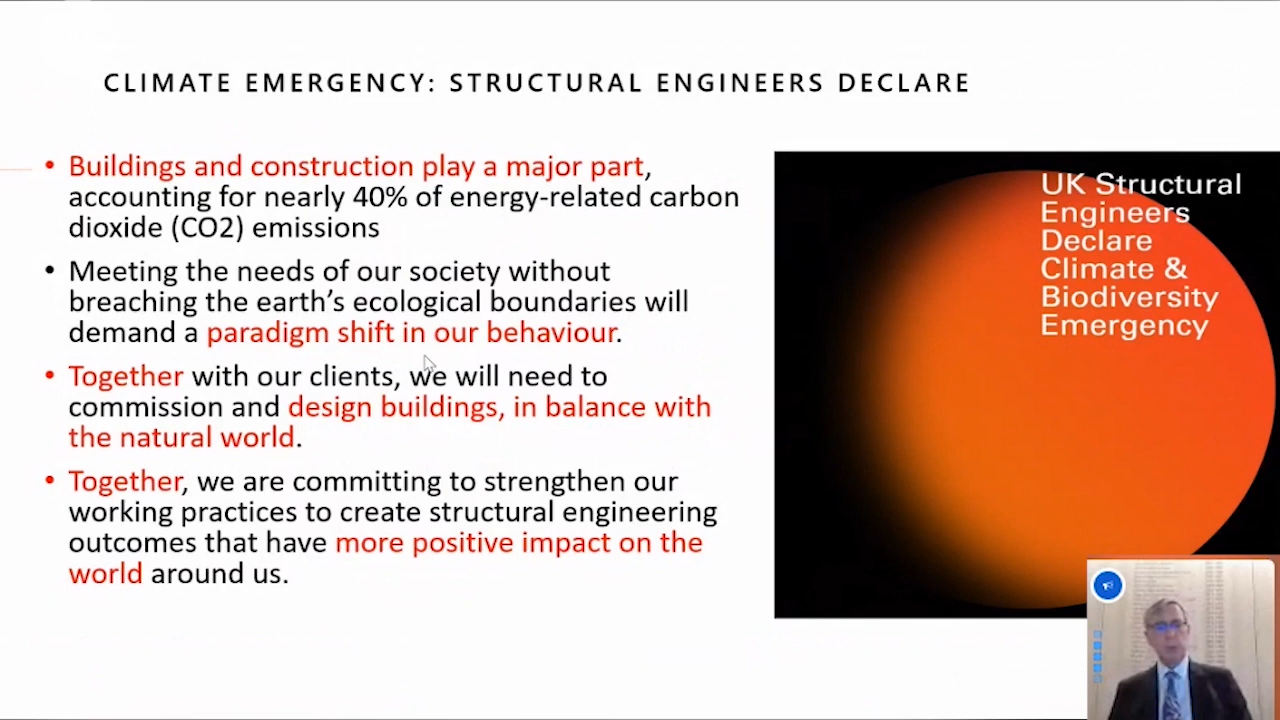 CLIMATE EMERGENCY: STRUCTURAL ENGINEERS DECLARE
• Buildings and construction play a major part,
accounting for nearly 40% of energy-related carbon
dioxide (CO2) emissions
• Meeting the needs of our society without
breaching the earth's ecological boundaries will
demand a paradigm shift in our behaviour.
• Together with our clients, we will need to
commission and design buildings, in balance with
the natural world.
• Together, we are committing to strengthen our
working practices to create structural engineering
outcomes that have more positive impact on the
world around us.
UK Structural
Engineers
Declare
Climate &
Biodiversity
Emergency